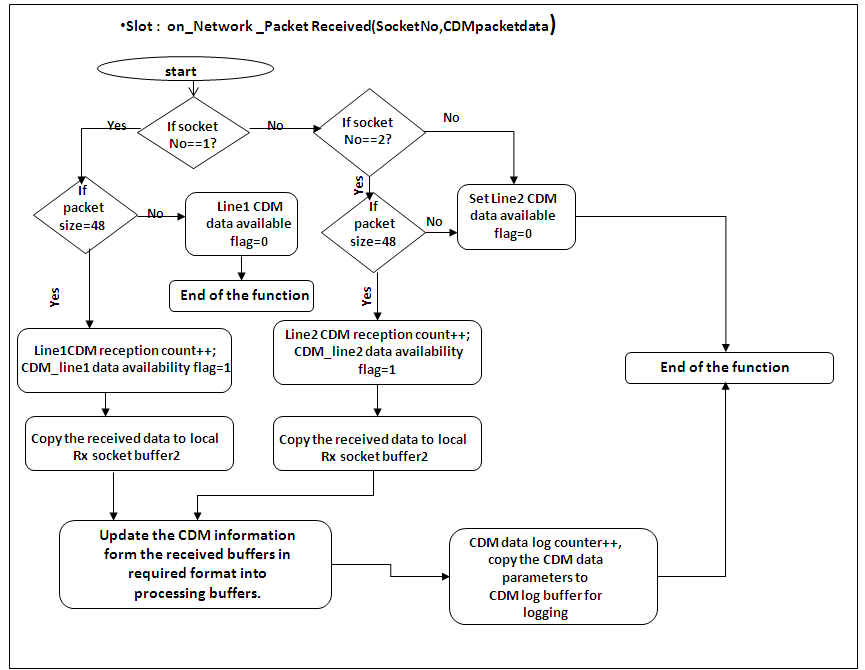 •Slot : on_Network _Packet Received(SocketNo,CDMpacketdata)
start
If socket
No==1?
Yes
No
If socket
No==2?
No
If
packet
size=48
No
Line1 CDM
data available
flag=0
End of the function
Yes
Yes
If
packet
size=48
No
Set Line2 CDM
data available
flag=0
Yes
Line1CDM reception count++;
CDM_line1 data availability flag=1
Line2 CDM reception count++;
CDM_line2 data availability
flag=1
End of the function
Copy the received data to local
Rx socket buffer2
Copy the received data to local
Rx socket buffer2
Update the CDM information
form the received buffers in
required format into
processing buffers.
CDM data log counter++,
copy the CDM data
parameters to
CDM log buffer for
logging